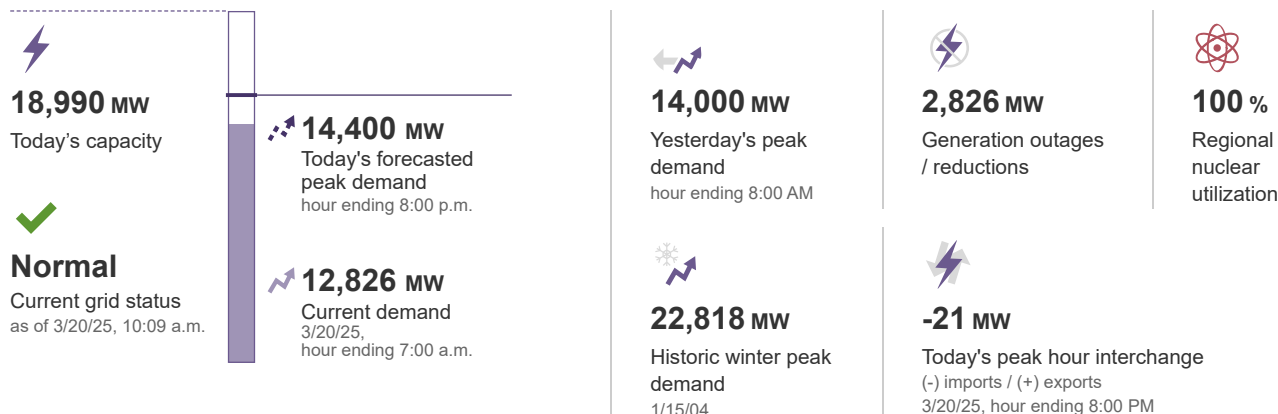 18,990 MW
Today's capacity
Normal
Current grid status
as of 3/20/25, 10:09 a.m.
14,400 MW
Today's forecasted
peak demand
hour ending 8:00 p.m.
12,826 MW
Current demand
3/20/25,
hour ending 7:00 a.m.
14,000 MW
Yesterday's peak
demand
hour ending 8:00 AM
2,826 MW
Generation outages
/ reductions
100 %
Regional
nuclear
utilization
22,818 MW
Historic winter peak
demand
1/15/04
-21 MW
Today's peak hour interchange
(-) imports / (+) exports
3/20/25, hour ending 8:00 PM